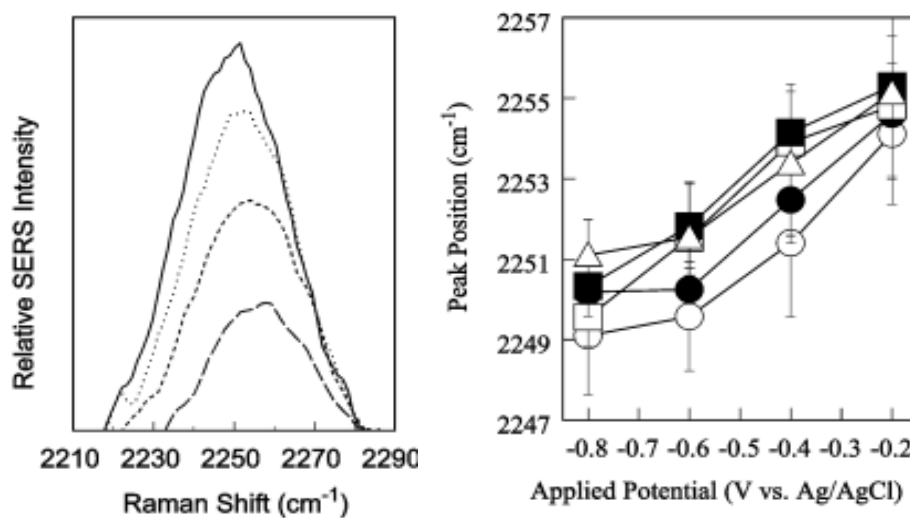 Relative SERS Intensity
2210 2230 2250 2270 2290
Raman Shift (cm-1)
Peak Position (cm-1)
2257
2255
2253
2251
2249
2247
-0.8 -0.7 -0.6 -0.5 -0.4 -0.3 -0.2
Applied Potential (V vs. Ag/AgCl)